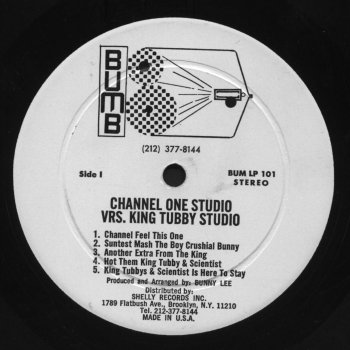 BUMB
(212) 377-8144
Side I
BUM LP 101
STEREO
CHANNEL ONE STUDIO
VRS. KING TUBBY STUDIO
1. Channel Feel This One
2. Suntest Mash The Boy Crushial Bunny
3. Another Extra From The King
4. Hot Them King Tubby & Scientist
5. King Tubbys & Scientist Is Here To Stay
Produced and Arranged by: BUNNY LEE
Distributed by:
SHELLY RECORDS INC.
1789 Flatbush Ave., Brooklyn, N.Y. 11210
Tel. 212-377-8144
MADE IN U.S.A.